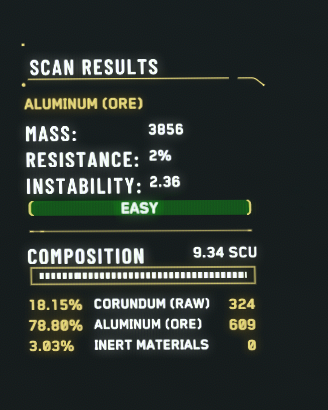 SCAN RESULTS
ALUMINUM (ORE)
MASS: 3856
RESISTANCE: 2%
INSTABILITY: 2.36
EASY
COMPOSITION 9.34 SCU
18.15% CORUNDUM (RAW) 324
78.80% ALUMINUM (ORE) 609
3.03% INERT MATERIALS 0